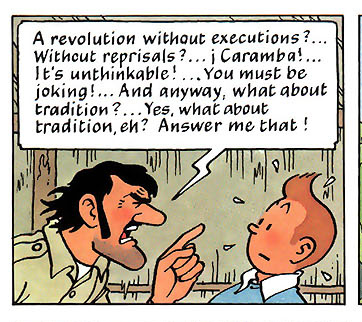 A revolution without executions?...
Without reprisals?...¡Caramba!...
It's unthinkable!...You must be
joking!... And anyway, what about
tradition?...Yes, what about
tradition, eh? Answer me that!